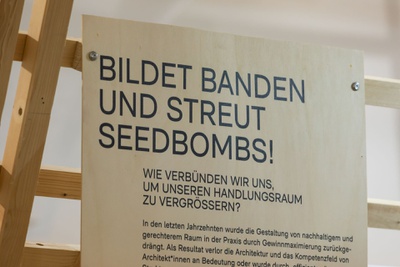 BILDET BANDEN
UND STREUT
SEEDBOMBS!
WIE VERBÜNDEN WIR UNS,
UM UNSEREN HANDLUNGSRAUM
ZU VERGRÖSSERN?
In den letzten Jahrzehnten wurde die Gestaltung von nachhaltigem und
gerechterem Raum in der Praxis durch Gewinnmaximierung zurückge-
drängt. Als Resultat verlor die Architektur und das Kompetenzfeld von
Architekt*innen an Bedeutung oder wurde durch